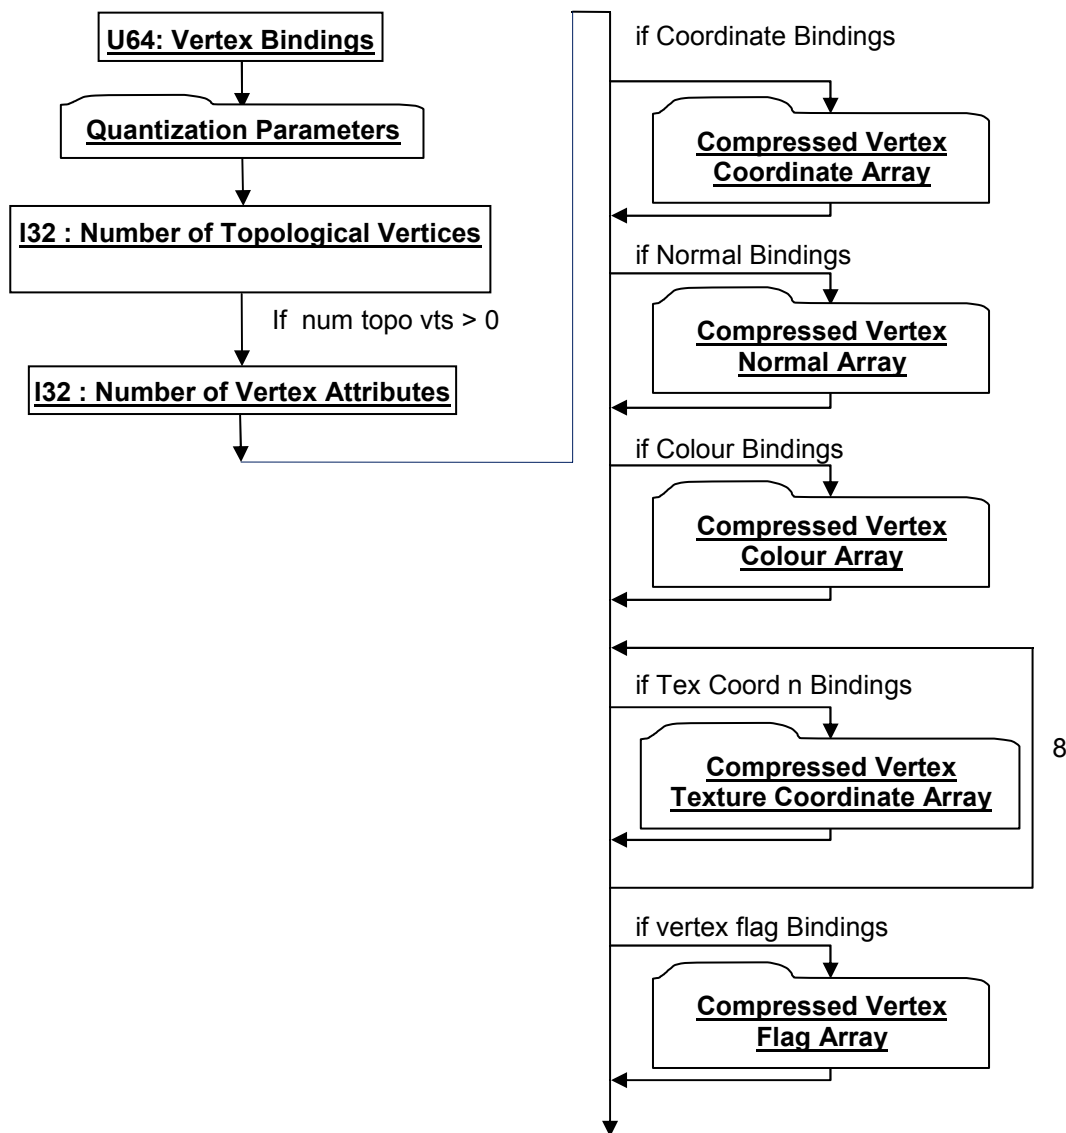 U64: Vertex Bindings
Quantization Parameters
I32 : Number of Topological Vertices
If  num topo vts > 0
I32 : Number of Vertex Attributes
if Coordinate Bindings
Compressed Vertex
Coordinate Array
if Normal Bindings
Compressed Vertex
Normal Array
if Colour Bindings
Compressed Vertex
Colour Array
if Tex Coord n Bindings
Compressed Vertex
Texture Coordinate Array
8
if vertex flag Bindings
Compressed Vertex
Flag Array